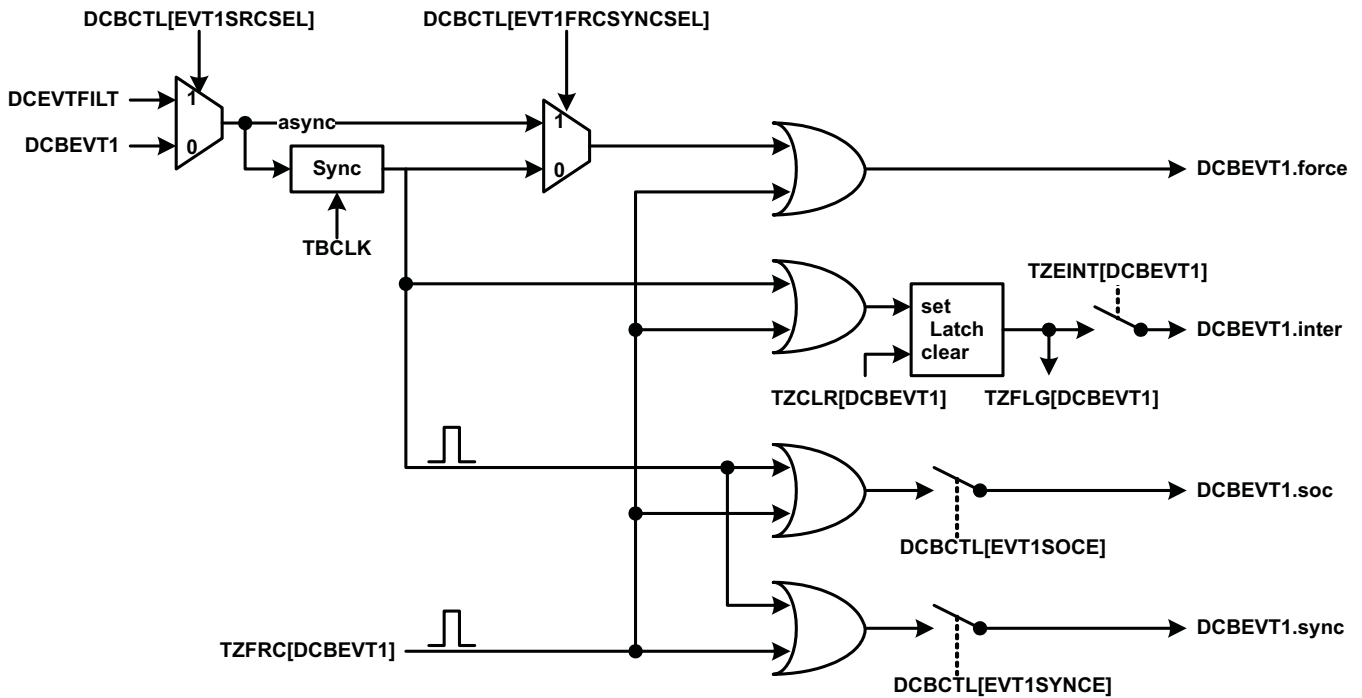 DCBCTL[EVT1SRCSEL]
DCBCTL[EVT1FRCSYNCSEL]
DCEVTFILT
1
async
1
DCBEVT1
0
Sync
0
DCBEVT1.force
TBCLK
TZEINT[DCBEVT1]
set
Latch
clear
DCBEVT1.inter
TZCLR[DCBEVT1]
TZFLG[DCBEVT1]
DCBEVT1.soc
DCBCTL[EVT1SOCE]
DCBEVT1.sync
TZFRC[DCBEVT1]
DCBCTL[EVT1SYNCE]